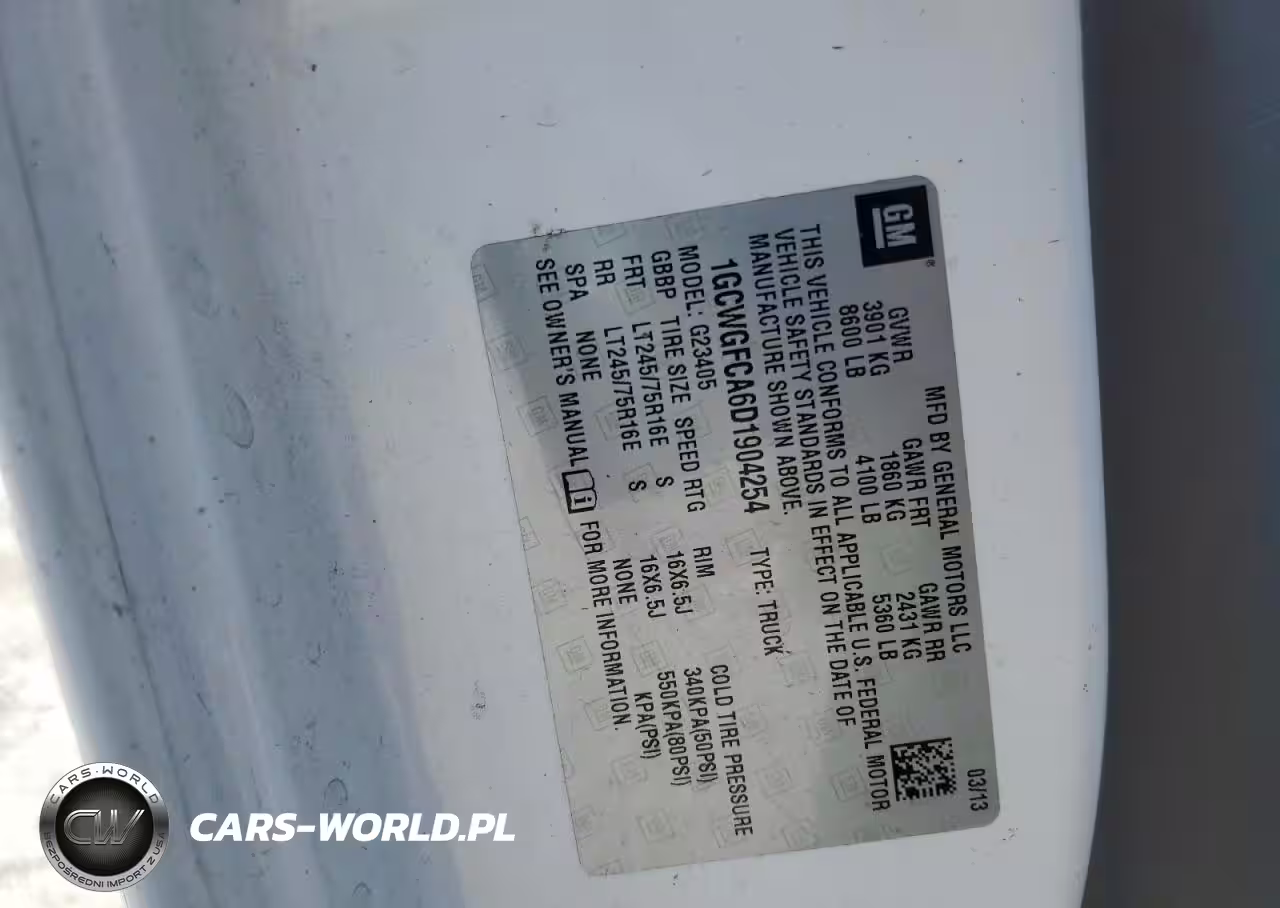 GM®
MFD BY GENERAL MOTORS LLC 03/13
GVWR GAWR FRT GAWR RR
3901 KG 1860 KG 2431 KG
8600 LB 4100 LB 5360 LB
THIS VEHICLE CONFORMS TO ALL APPLICABLE U.S. FEDERAL MOTOR
VEHICLE SAFETY STANDARDS IN EFFECT ON THE DATE OF
MANUFACTURE SHOWN ABOVE.
1GCWGFCA6D1904254 TYPE: TRUCK
MODEL: G23405
GBBP TIRE SIZE SPEED RTG RIM COLD TIRE PRESSURE
FRT LT245/75R16E S 16X6.5J 340KPA(50PSI)
RR LT245/75R16E S 16X6.5J 550KPA(80PSI)
SPA NONE NONE KPA(PSI)
SEE OWNER'S MANUAL i FOR MORE INFORMATION.
CARS-WORLD
CW
BEZPOŚREDNI IMPORT Z USA
CARS-WORLD.PL